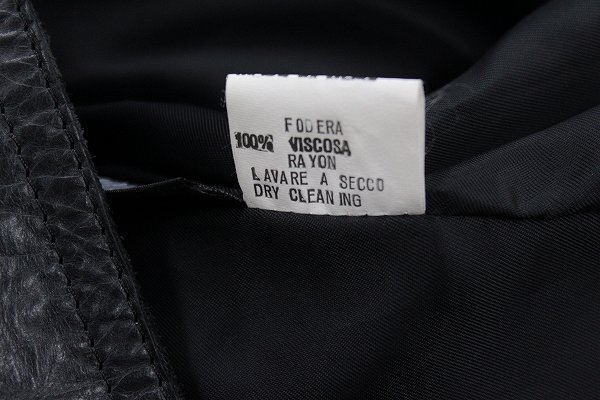 FODERA
100% VISCOSA
RAYON
LAVARE A SECCO
DRY CLEANING